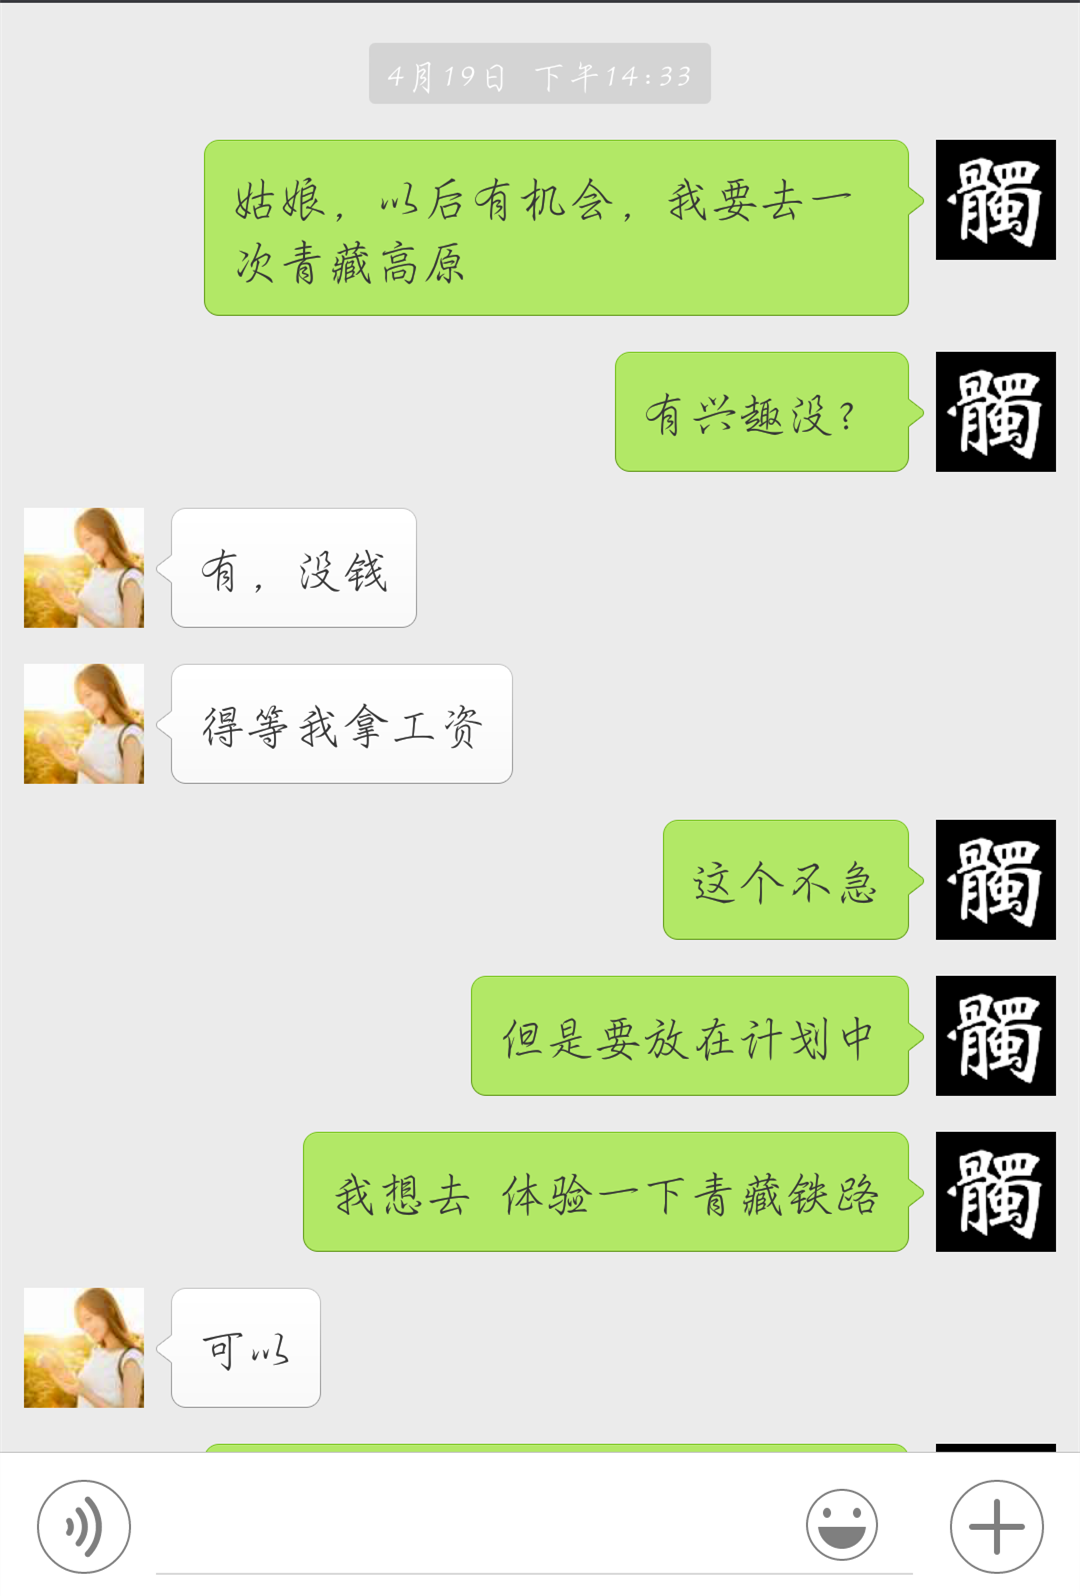 4月19日 下午14:33
姑娘，以后有机会，我要去一
次青藏高原
髑
有兴趣没？
髑
有，没钱
得等我拿工资
这个不急
髑
但是要放在计划中
髑
我想去 体验一下青藏铁路
髑
可以